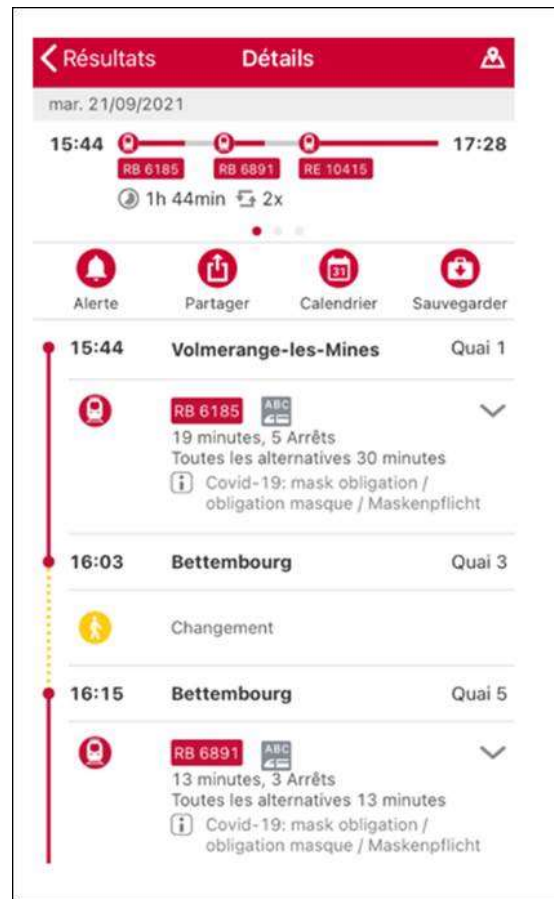 Résultats Détails
mar. 21/09/2021
15:44 17:28
RB 6185 RB 6891 RE 10415
1h 44min 2x
Alerte Partager 31 Calendrier Sauvegarder
15:44 Volmerange-les-Mines Quai 1
RB 6185 ABC
19 minutes, 5 Arrêts
Toutes les alternatives 30 minutes
i Covid-19: mask obligation /
obligation masque / Maskenpflicht
16:03 Bettembourg Quai 3
Changement
16:15 Bettembourg Quai 5
RB 6891 ABC
13 minutes, 3 Arrêts
Toutes les alternatives 13 minutes
i Covid-19: mask obligation /
obligation masque / Maskenpflicht